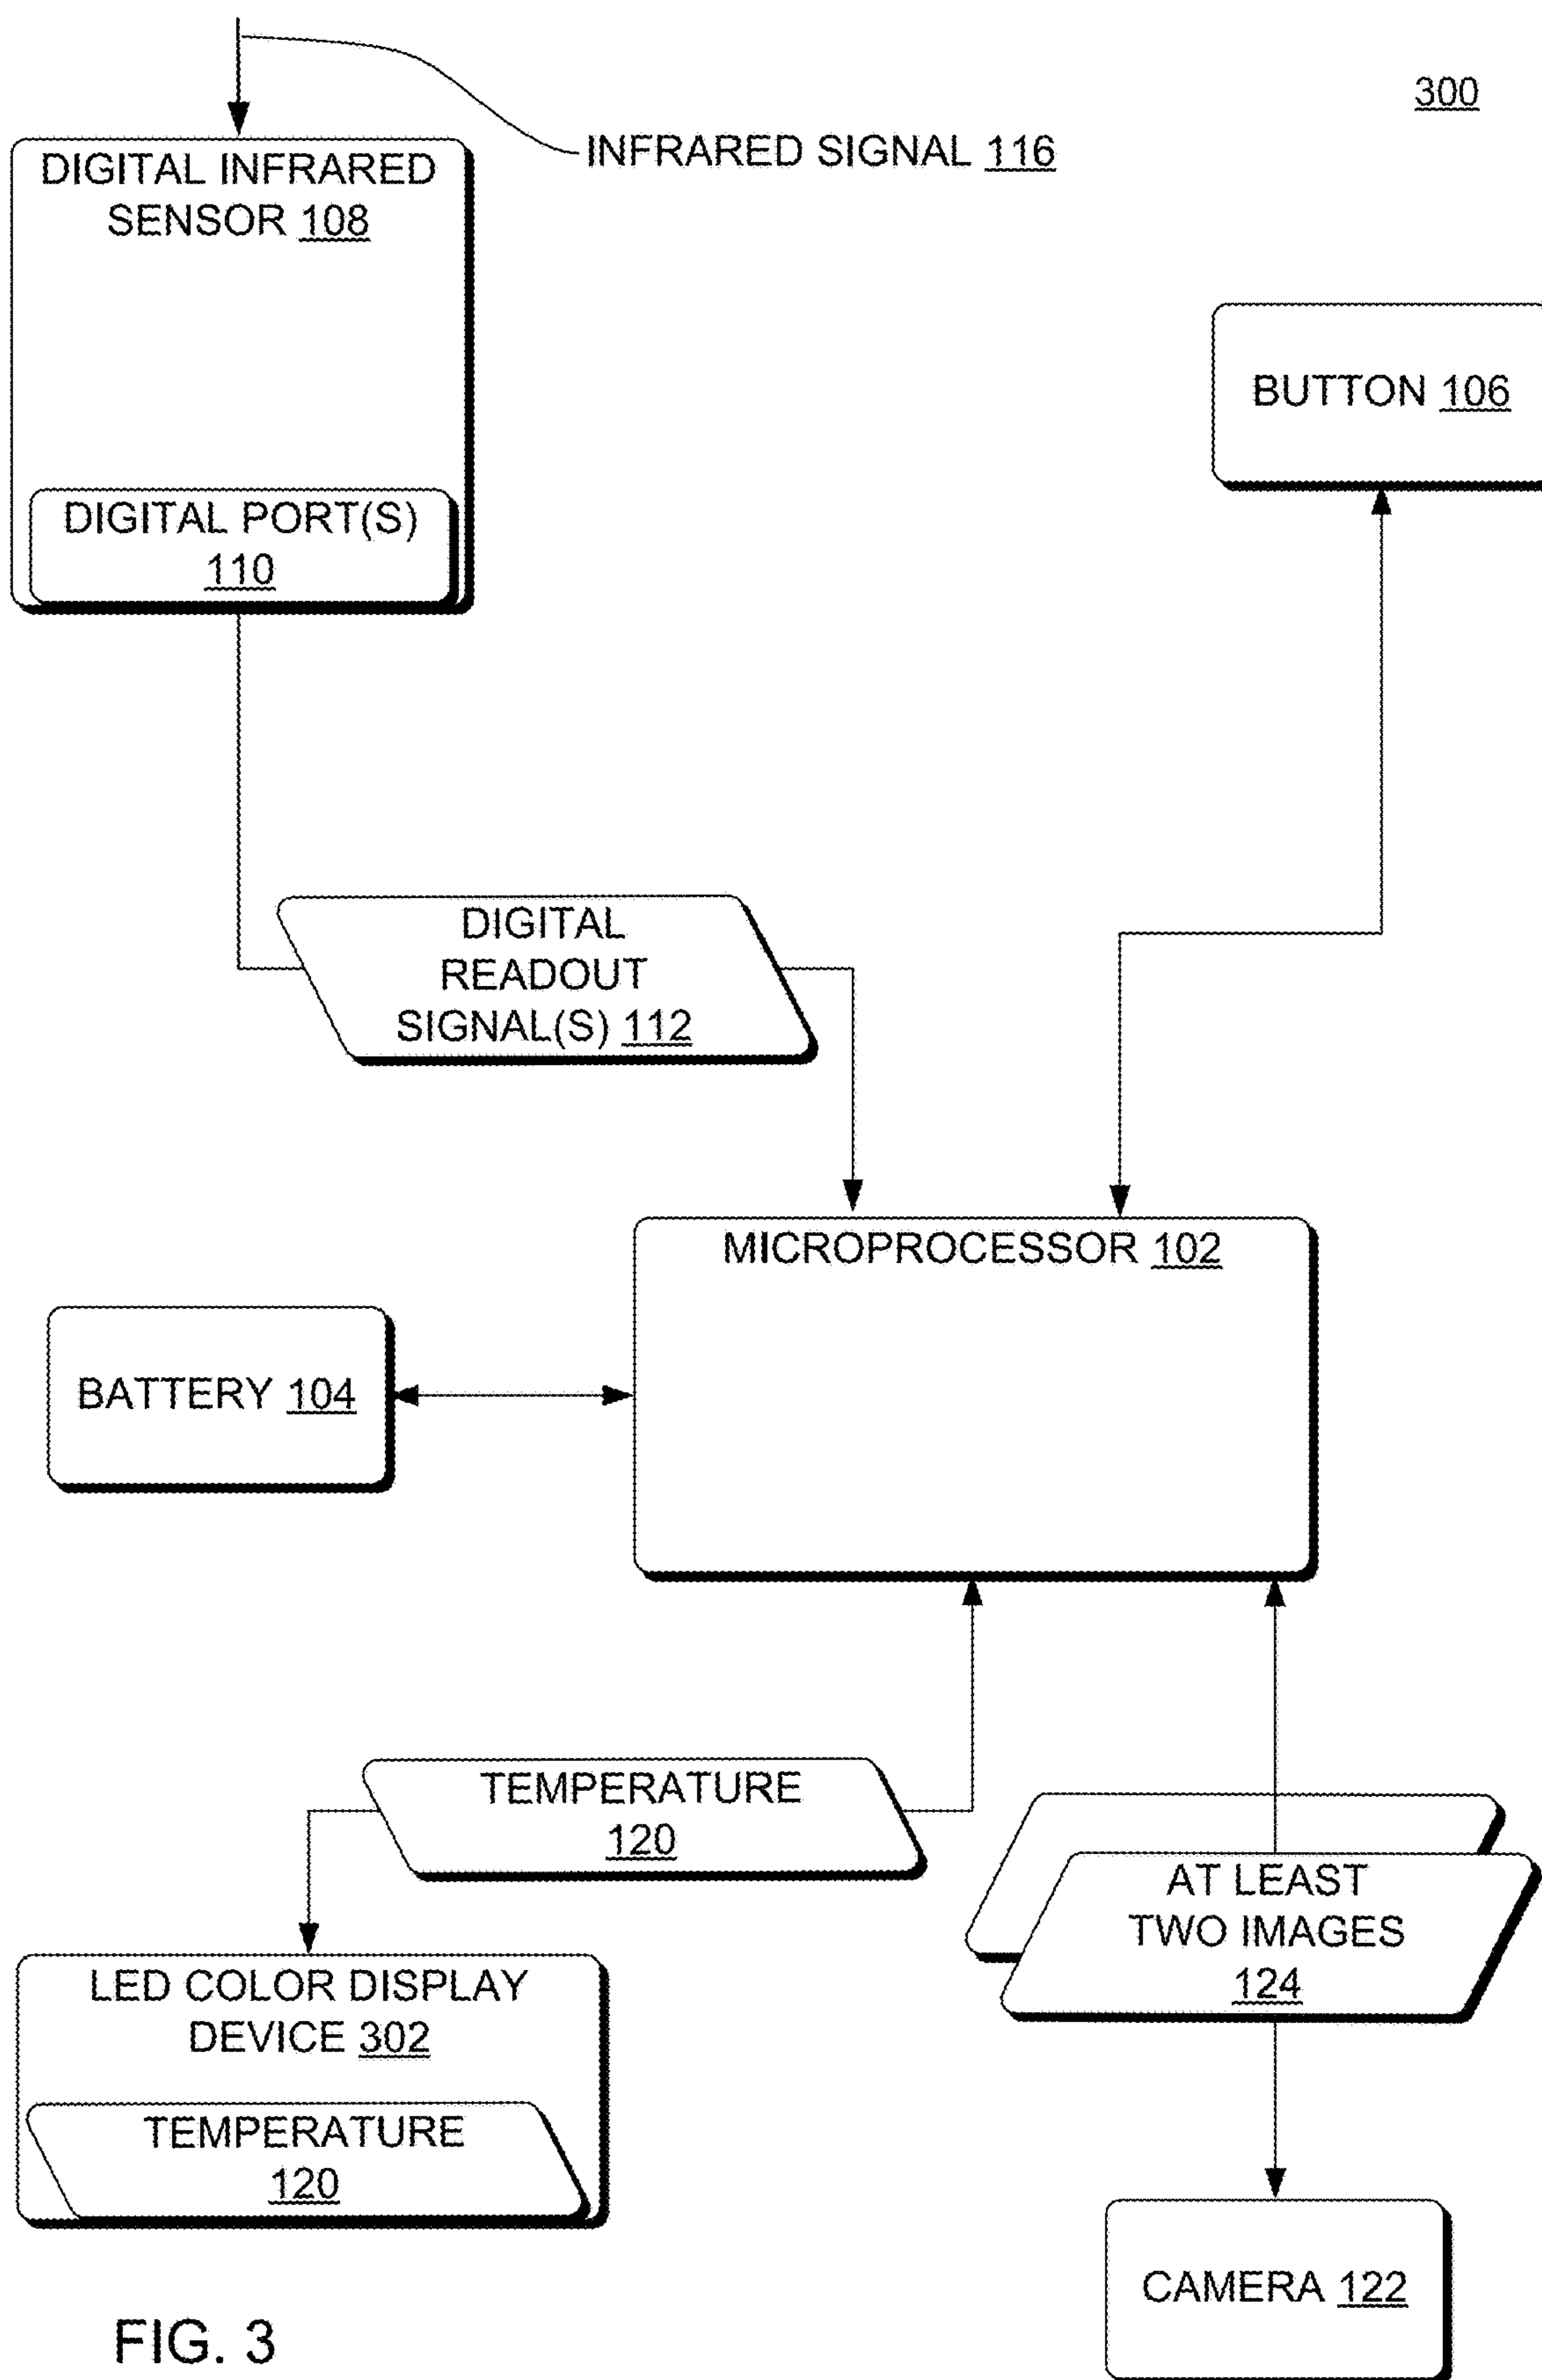 300
INFRARED SIGNAL 116
DIGITAL INFRARED
SENSOR 108
BUTTON 106
DIGITAL PORT(S)
110
DIGITAL
READOUT
SIGNAL(S) 112
MICROPROCESSOR 102
BATTERY 104
TEMPERATURE
120
AT LEAST
TWO IMAGES
124
LED COLOR DISPLAY
DEVICE 302
TEMPERATURE
120
CAMERA 122
FIG. 3